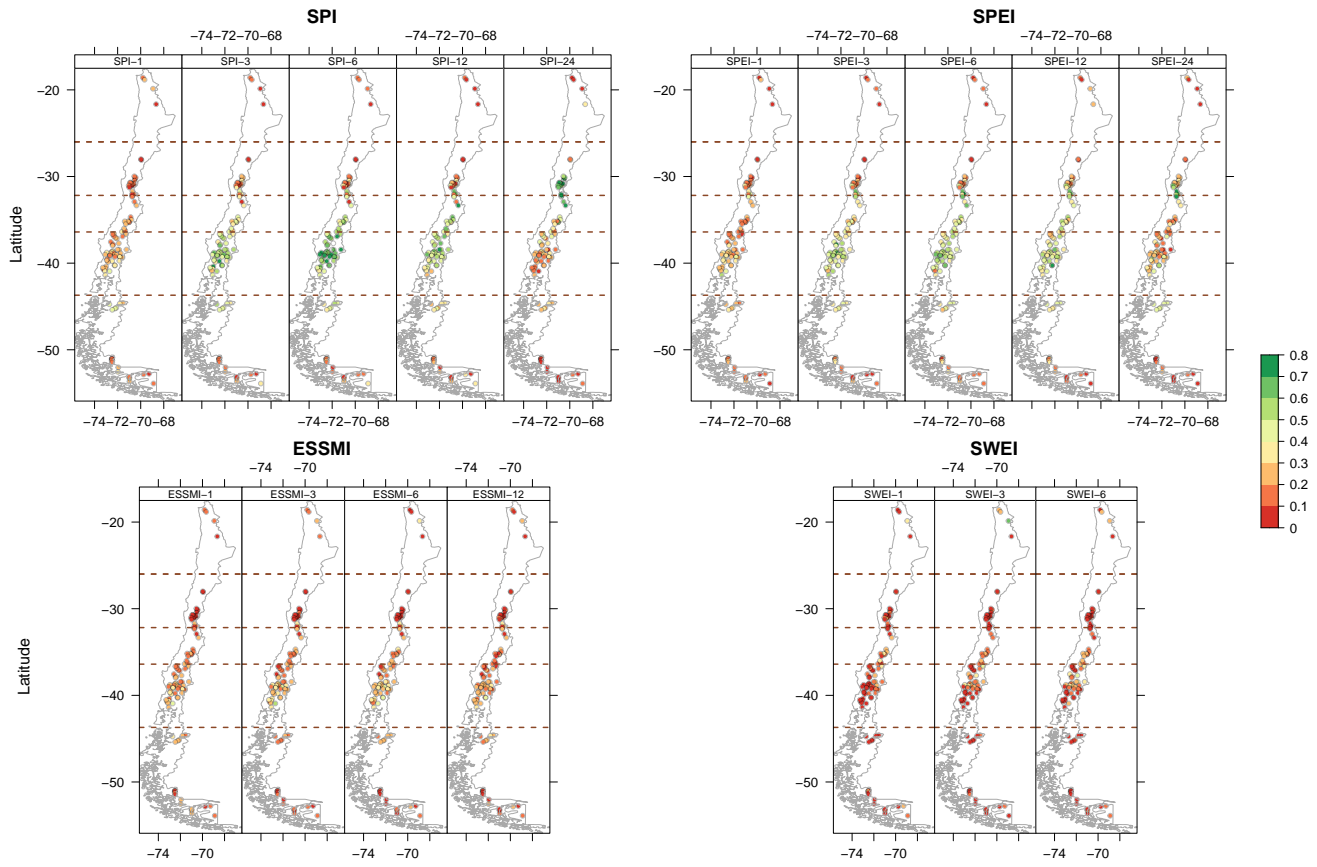 SPI
SPEI
−74−72−70−68 −74−72−70−68
−74−72−70−68 −74−72−70−68
SPI−1 SPI−3 SPI−6 SPI−12 SPI−24
SPEI−1 SPEI−3 SPEI−6 SPEI−12 SPEI−24
Latitude
−20
−30
−40
−50
−20
−30
−40
−50
−74−72−70−68 −74−72−70−68 −74−72−70−68
−74−72−70−68 −74−72−70−68 −74−72−70−68
0.8
0.7
0.6
0.5
0.4
0.3
0.2
0.1
0
ESSMI
SWEI
−74 −70 −74 −70
−74 −70
ESSMI−1 ESSMI−3 ESSMI−6 ESSMI−12
SWEI−1 SWEI−3 SWEI−6
Latitude
−20
−30
−40
−50
−20
−30
−40
−50
−74 −70 −74 −70
−74 −70 −74 −70